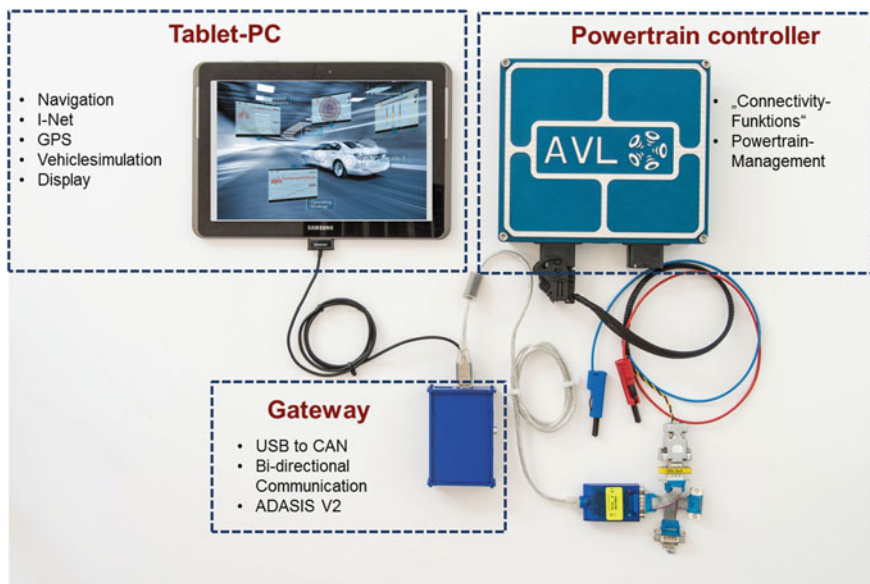 Tablet-PC
• Navigation
• I-Net
• GPS
• Vehiclesimulation
• Display
SAMSUNG
Powertrain controller
• „Connectivity-
Funktions“
• Powertrain-
Management
AVL
Gateway
• USB to CAN
• Bi-directional
Communication
• ADASIS V2